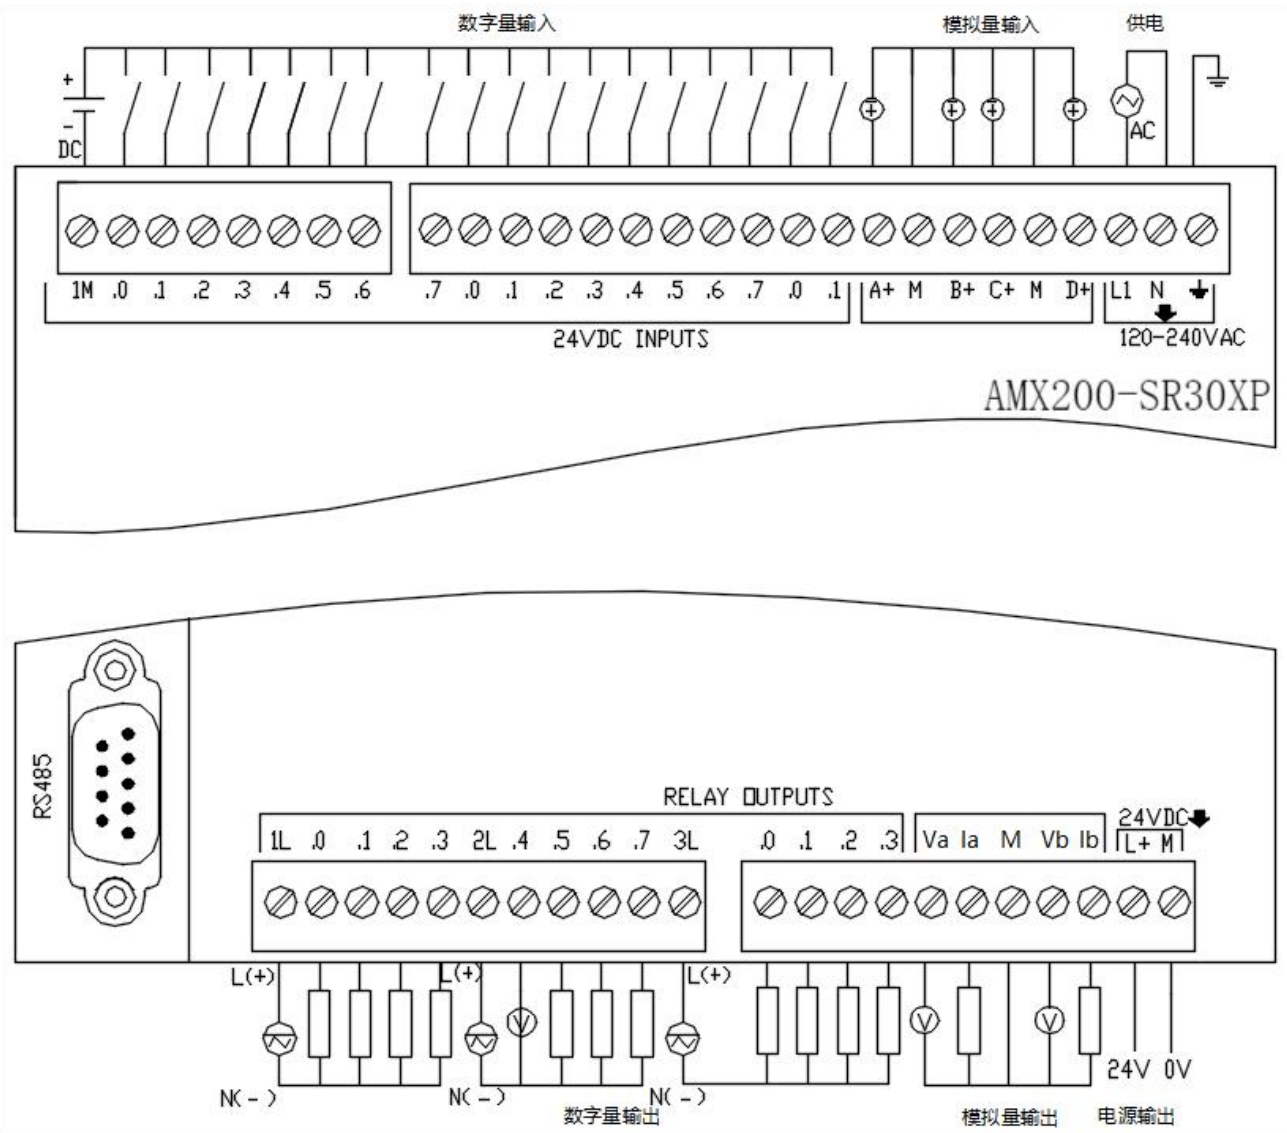 数字量输入 模拟量输入 供电
+
-
DC
AC
1M .0 .1 .2 .3 .4 .5 .6 .7 .0 .1 .2 .3 .4 .5 .6 .7 .0 .1 A+ M B+ C+ M D+ L1 N
24VDC INPUTS 120-240VAC
AMX200-SR30XP
RS485
RELAY OUTPUTS
24VDC
1L .0 .1 .2 .3 2L .4 .5 .6 .7 3L .0 .1 .2 .3 Va Ia M Vb Ib L+ M
L(+) L(+) L(+)
V V V
24V 0V
N(-) N(-) N(-)
数字量输出 模拟量输出 电源输出